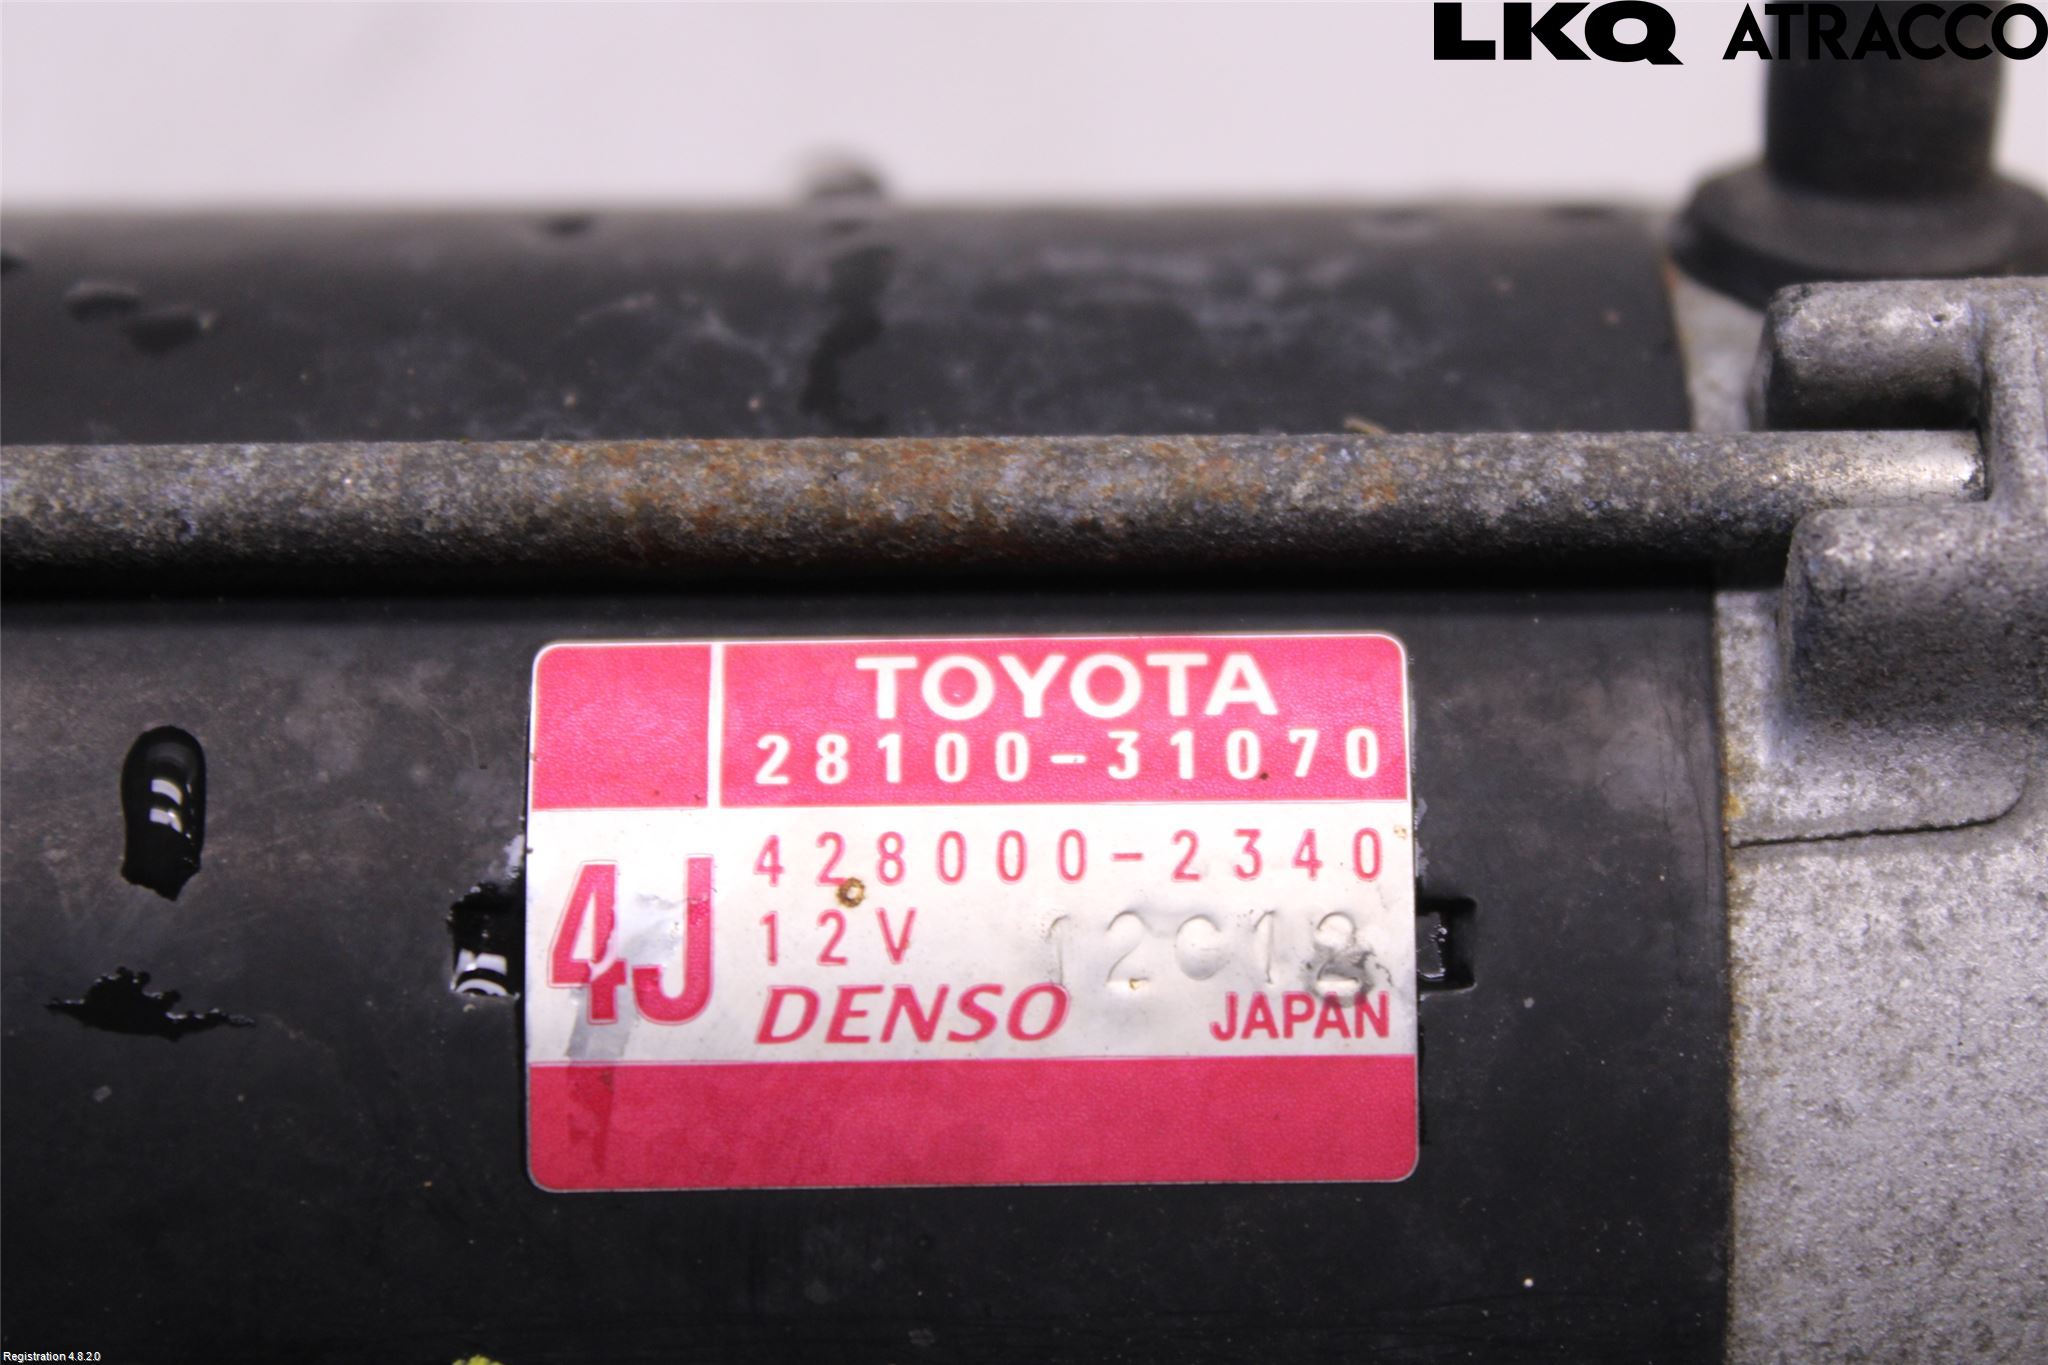 LKQ ATRACCO
TOYOTA
28100-31070
4J
428000-2340
12V
DENSO
JAPAN
Registration 4.8.2.0